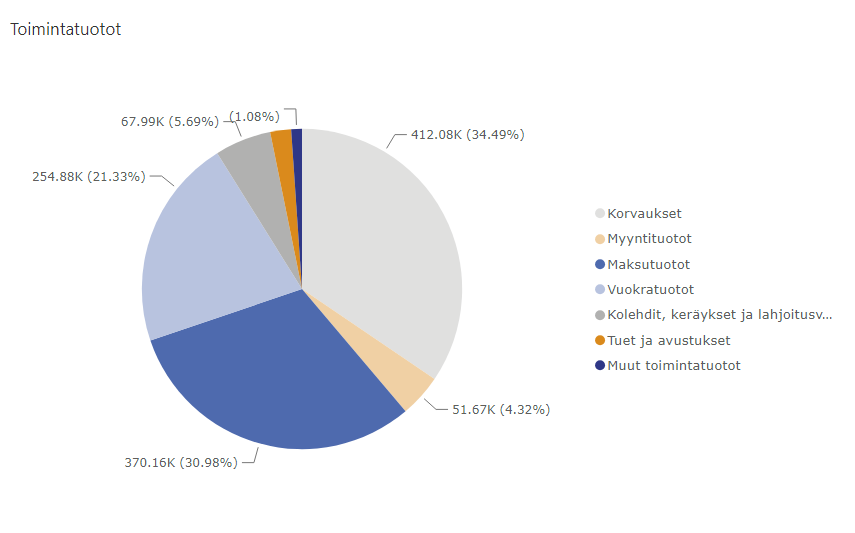 Toimintatuotot
(1.08%)
67.99K (5.69%)
412.08K (34.49%)
254.88K (21.33%)
51.67K (4.32%)
370.16K (30.98%)
Korvaukset
Myyntituotot
Maksutuotot
Vuokratuotot
Kolehdit, keräykset ja lahjoitusv...
Tuet ja avustukset
Muut toimintatuotot